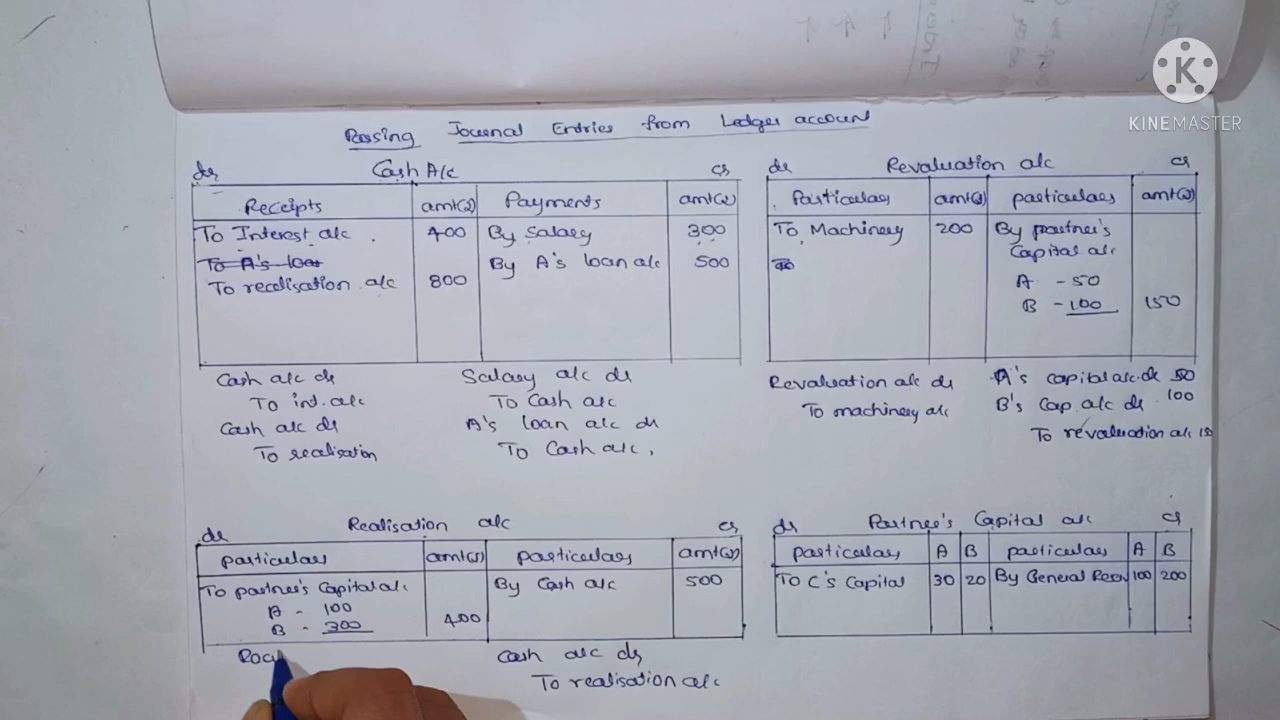 KINEMASTER
Passing Journal Entries from Ledger account
dr Cash A/c cr
Receipts amt(₹) Payments amt(₹)
To Interest a/c 400 By Salary 300
To A's loan By A's loan a/c 500
To realisation a/c 800
Cash a/c dr
To int. a/c
Cash a/c dr
To realisation
Salary a/c dr
To Cash a/c
A's loan a/c dr
To Cash a/c,
dr Revaluation a/c cr
Particulars amt(₹) particulars amt(₹)
To Machinery 200 By partner's
To Capital a/c
A - 50
B - 100 150
Revaluation a/c dr
To machinery a/c
A's capital a/c dr 50
B's Cap. a/c dr 100
To revaluation a/c 150
dr Realisation a/c cr
particulars amt(₹) particulars amt(₹)
To partner's Capital a/c By Cash a/c 500
A - 100
B - 300 400
Cash a/c dr
To realisation a/c
dr Partner's Capital a/c cr
particulars A B particulars A B
To C's Capital 30 20 By General Reserv 100 200